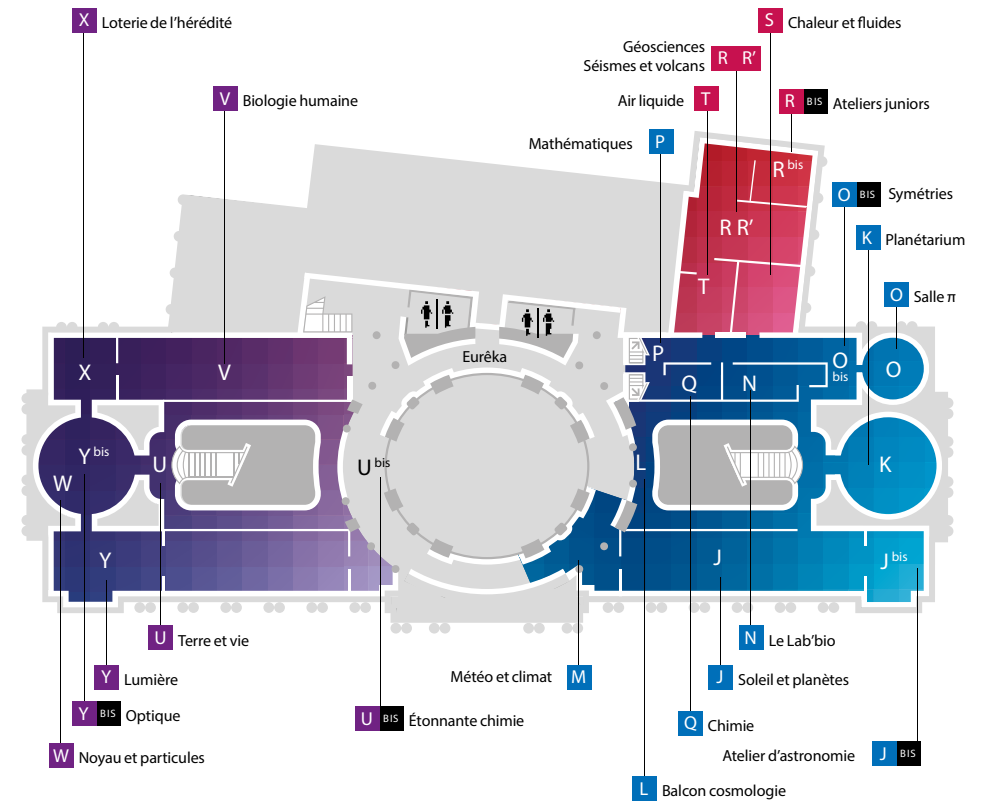 X Loterie de l’hérédité
S Chaleur et fluides
Géosciences
Séismes et volcans R R’
V Biologie humaine
Air liquide T
R BIS Ateliers juniors
Mathématiques P
R bis
O BIS Symétries
R R’
K Planétarium
T
O Salle π
Eurêka
P
X
V
Q
N
O bis
O
Y bis
W
U
U bis
L
K
Y
J
J bis
U Terre et vie
N Le Lab’bio
Y Lumière
Météo et climat M
J Soleil et planètes
Y BIS Optique
U BIS Étonnante chimie
Q Chimie
W Noyau et particules
Atelier d’astronomie J BIS
L Balcon cosmologie